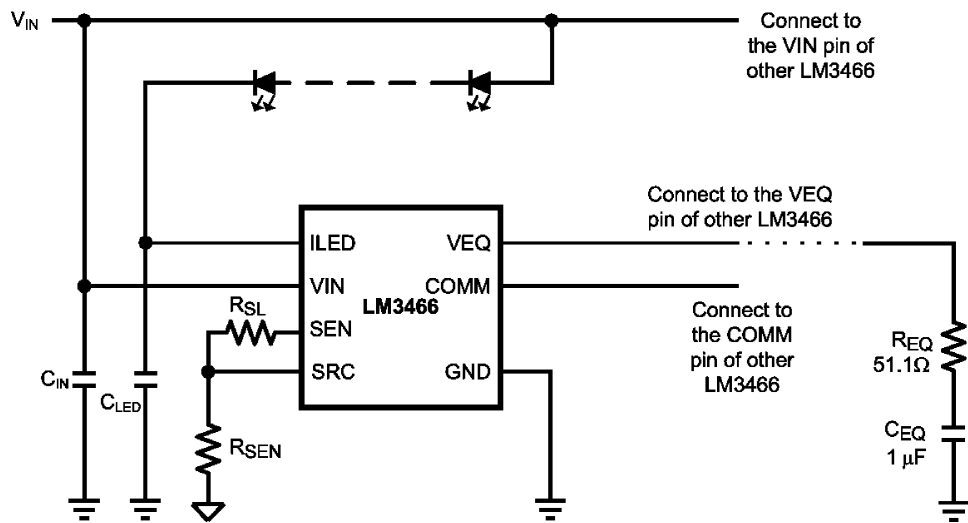 VIN
Connect to
the VIN pin of
other LM3466
Connect to the VEQ
pin of other LM3466
ILED
VEQ
VIN
COMM
LM3466
RSL
SEN
SRC
GND
Connect to
the COMM
pin of other
LM3466
REQ
51.1Ω
CIN
CLED
RSEN
CEQ
1 μF